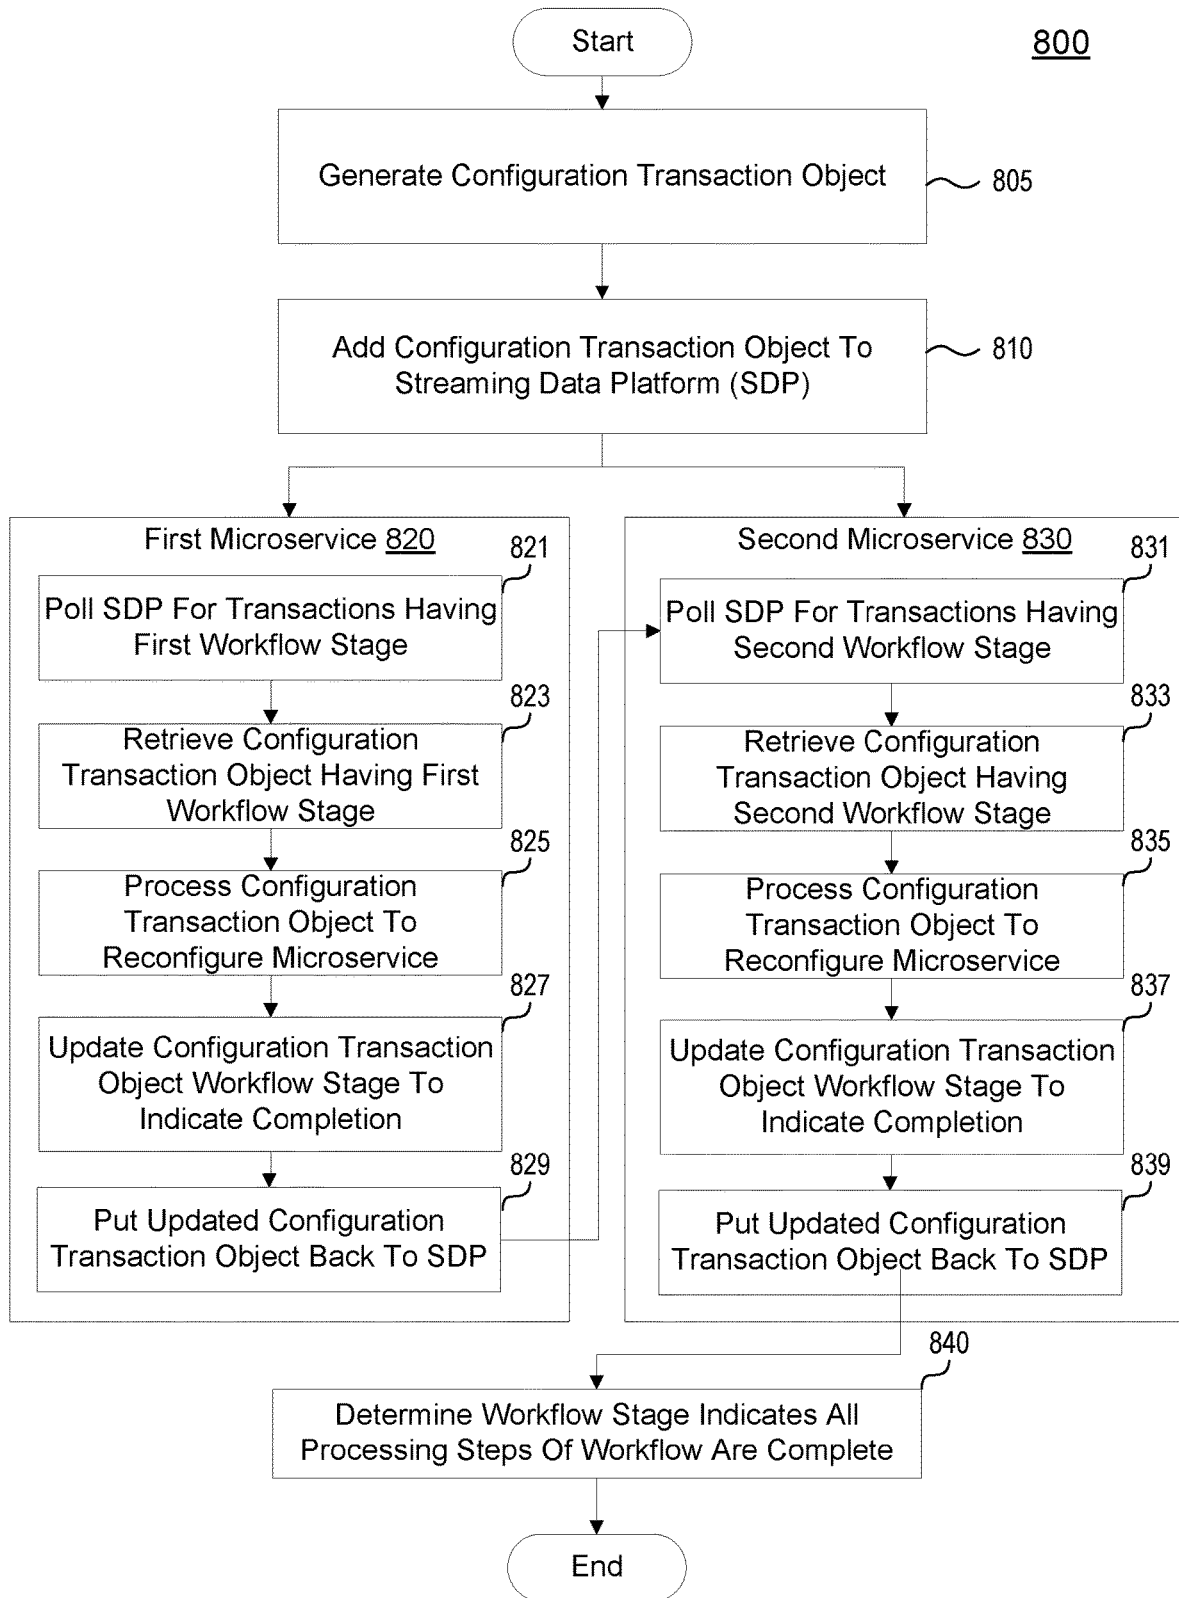 Start
800
Generate Configuration Transaction Object
805
Add Configuration Transaction Object To
Streaming Data Platform (SDP)
810
First Microservice 820
821
Poll SDP For Transactions Having
First Workflow Stage
823
Retrieve Configuration
Transaction Object Having First
Workflow Stage
825
Process Configuration
Transaction Object To
Reconfigure Microservice
827
Update Configuration Transaction
Object Workflow Stage To
Indicate Completion
829
Put Updated Configuration
Transaction Object Back To SDP
Second Microservice 830
831
Poll SDP For Transactions Having
Second Workflow Stage
833
Retrieve Configuration
Transaction Object Having
Second Workflow Stage
835
Process Configuration
Transaction Object To
Reconfigure Microservice
837
Update Configuration Transaction
Object Workflow Stage To
Indicate Completion
839
Put Updated Configuration
Transaction Object Back To SDP
840
Determine Workflow Stage Indicates All
Processing Steps Of Workflow Are Complete
End